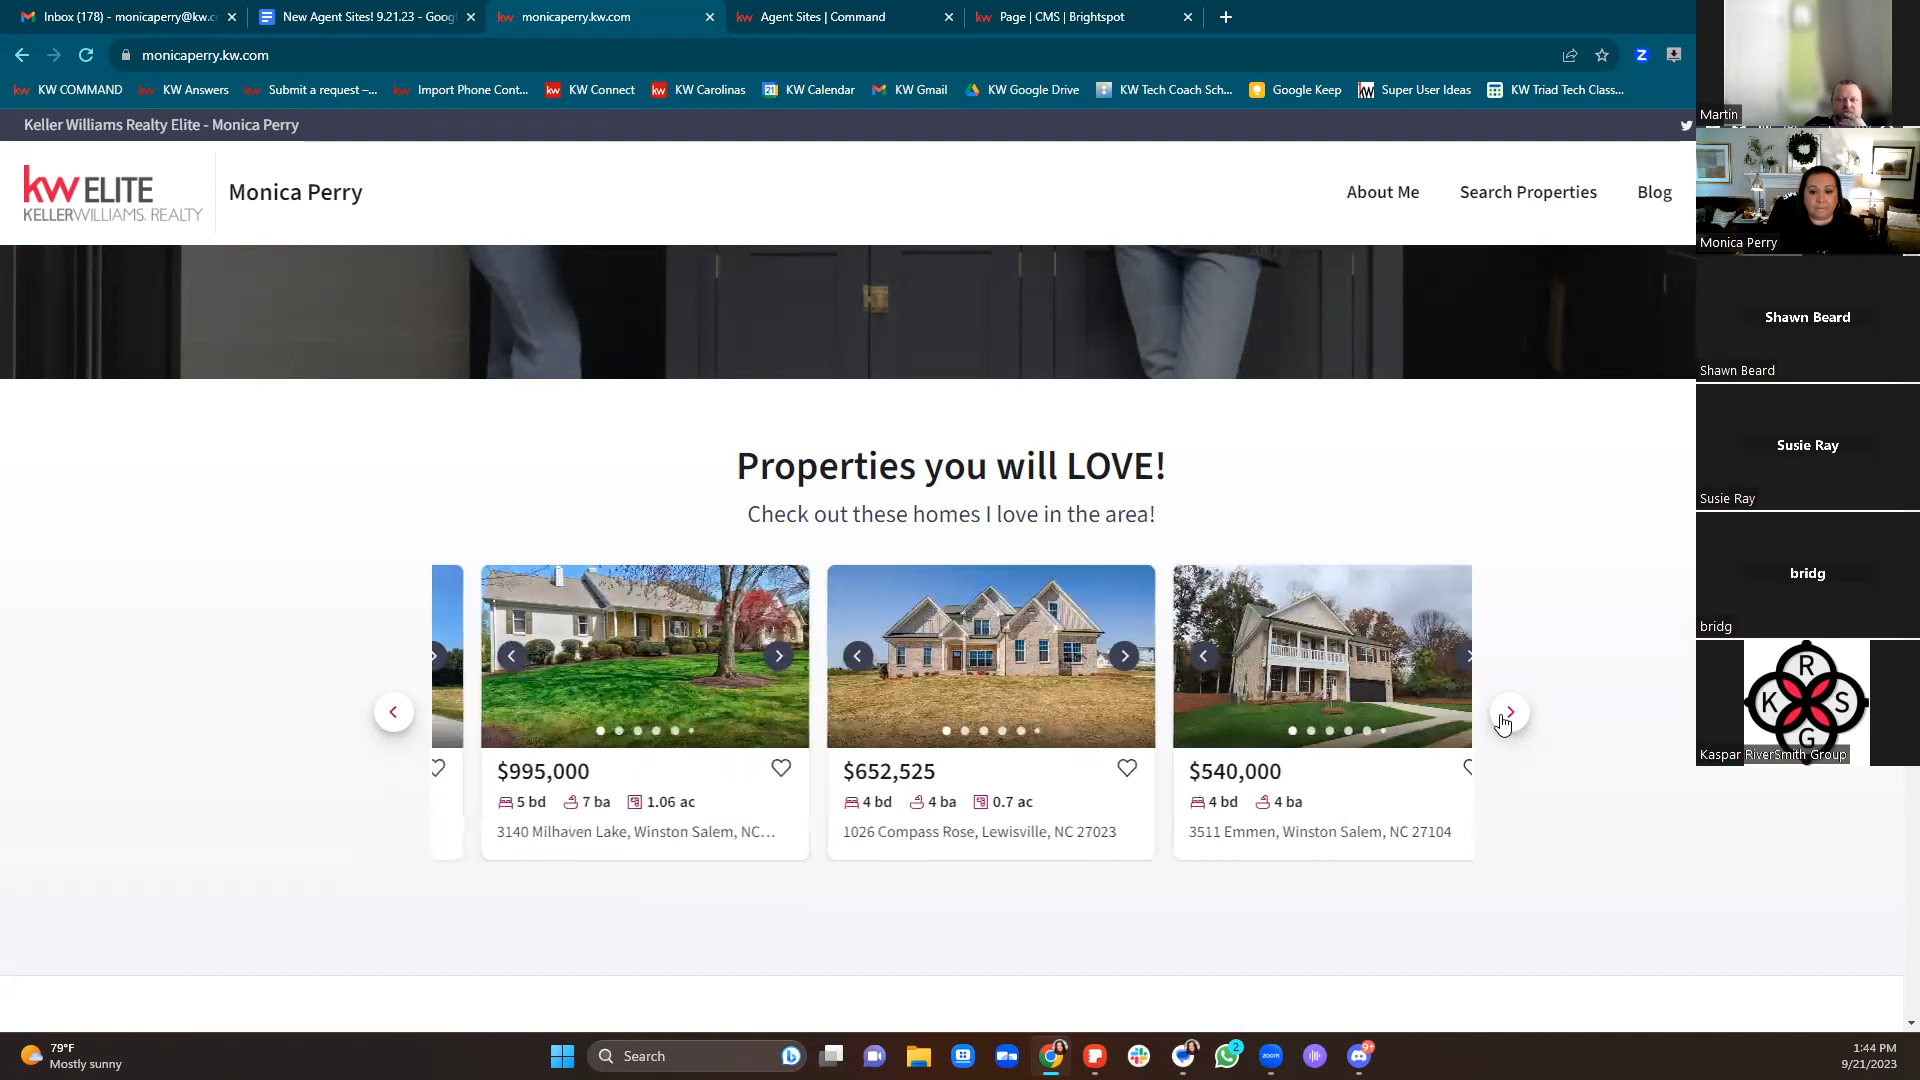 Inbox (178) - monicaperry@kw.c
New Agent Sites! 9.21.23 - Goog
monicaperry.kw.com
Agent Sites | Command
Page | CMS | Brightspot
monicaperry.kw.com
KW COMMAND
KW Answers
Submit a request –...
Import Phone Cont...
KW Connect
KW Carolinas
KW Calendar
KW Gmail
KW Google Drive
KW Tech Coach Sch...
Google Keep
Super User Ideas
KW Triad Tech Class...
Keller Williams Realty Elite - Monica Perry
kw ELITE
KELLERWILLIAMS. REALTY
Monica Perry
About Me
Search Properties
Blog
Properties you will LOVE!
Check out these homes I love in the area!
$995,000
5 bd 7 ba 1.06 ac
3140 Milhaven Lake, Winston Salem, NC...
$652,525
4 bd 4 ba 0.7 ac
1026 Compass Rose, Lewisville, NC 27023
$540,000
4 bd 4 ba
3511 Emmen, Winston Salem, NC 27104
Martin
Monica Perry
Shawn Beard
Shawn Beard
Susie Ray
Susie Ray
bridg
bridg
R
K S
G
Kaspar RiverSmith Group
79°F
Mostly sunny
Search
zoom
2
9+
1:44 PM
9/21/2023